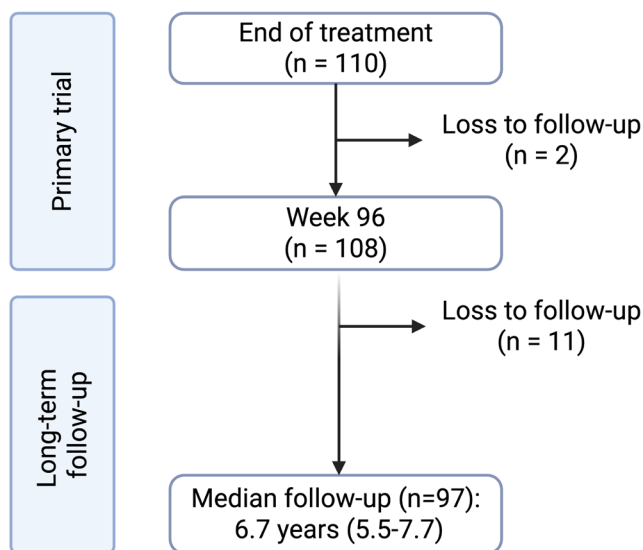 Primary trial
End of treatment
(n = 110)
Loss to follow-up
(n = 2)
Week 96
(n = 108)
Long-term
follow-up
Loss to follow-up
(n = 11)
Median follow-up (n=97):
6.7 years (5.5-7.7)